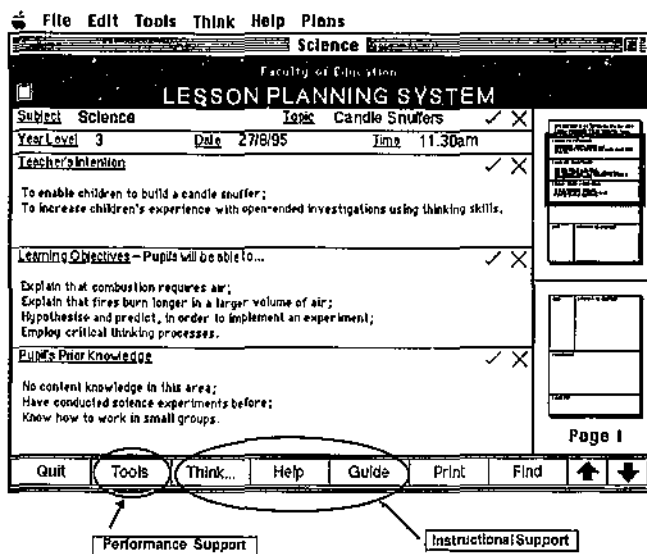 File Edit Tools Think Help Plans
Science
Faculty of Education
LESSON PLANNING SYSTEM
Subject Science Topic Candle Snuffers
Year Level 3 Date 27/8/95 Time 11.30am
Teacher's Intention
To enable children to build a candle snuffer;
To increase children's experience with open-ended investigations using thinking skills.
Learning Objectives – Pupils will be able to...
Explain that combustion requires air;
Explain that fires burn longer in a larger volume of air;
Hypothesise and predict, in order to implement an experiment;
Employ critical thinking processes.
Pupil's Prior Knowledge
No content knowledge in this area;
Have conducted science experiments before;
Know how to work in small groups.
Page 1
Quit Tools Think... Help Guide Print Find
Performance Support
Instructional Support